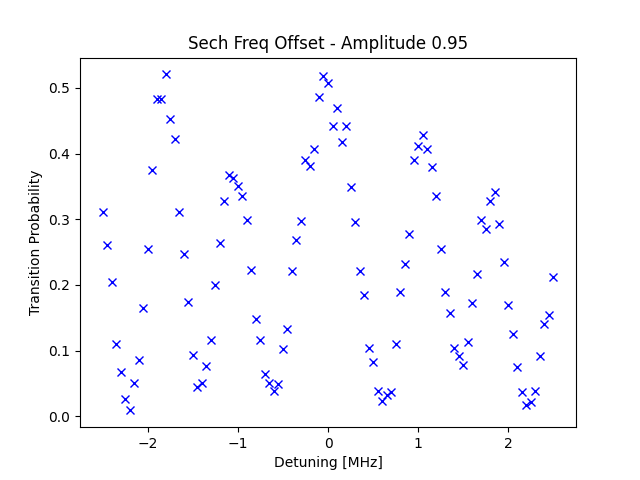 Sech Freq Offset - Amplitude 0.95
Transition Probability
0.5
0.4
0.3
0.2
0.1
0.0
−2 −1 0 1 2
Detuning [MHz]